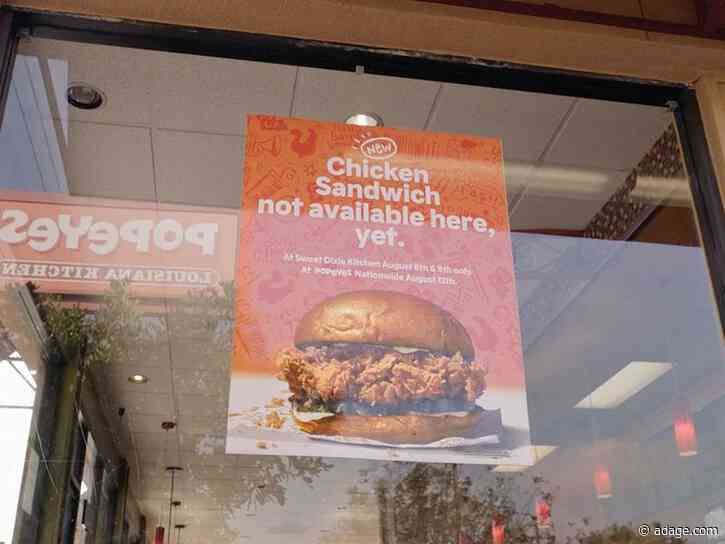 NEW
Chicken
Sandwich
not available here,
yet.
At Sweet Dixie Kitchen August 8th & 9th only.
At POPEYES Nationwide August 12th.
POPEYES
LOUISIANA KITCHEN
© adage.com